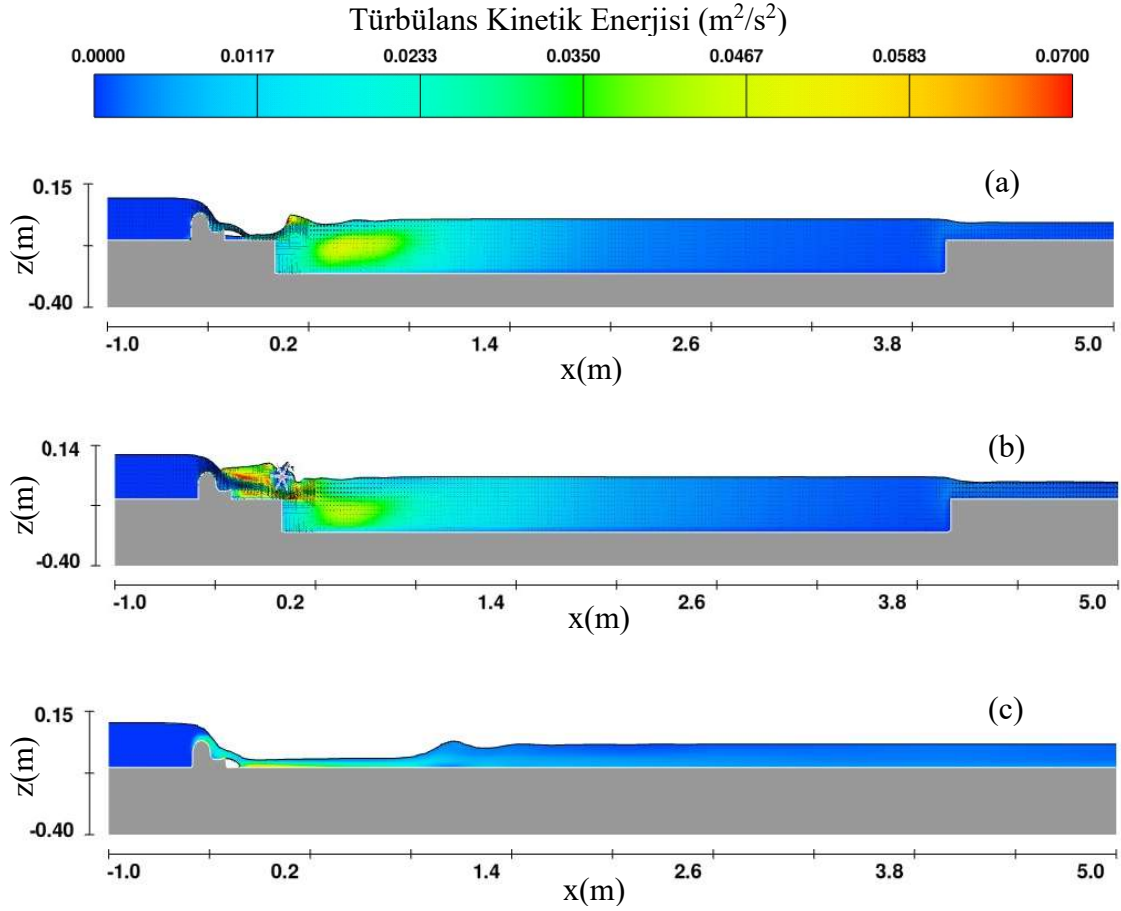 Türbülans Kinetik Enerjisi (m²/s²)
0.0000 0.0117 0.0233 0.0350 0.0467 0.0583 0.0700
(a)
0.15
z(m)
-0.40
-1.0 0.2 1.4 2.6 3.8 5.0
x(m)
(b)
0.14
z(m)
-0.40
-1.0 0.2 1.4 2.6 3.8 5.0
x(m)
(c)
0.15
z(m)
-0.40
-1.0 0.2 1.4 2.6 3.8 5.0
x(m)